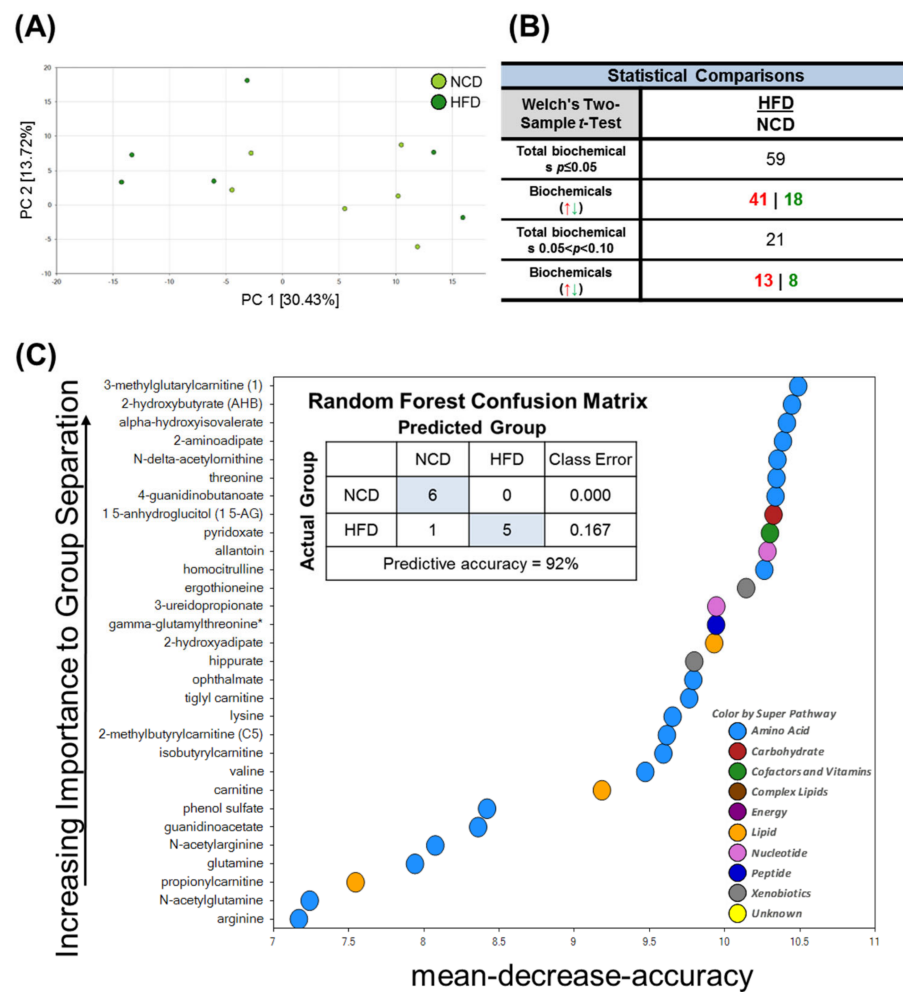 (A)
20
15
10
5
0
-5
-10
-20
-15
-10
-5
0
5
10
15
PC 2 [13.72%]
PC 1 [30.43%]
NCD
HFD
(B)
Statistical Comparisons
Welch's Two-
Sample t-Test
HFD
NCD
Total biochemical
s p≤0.05
59
Biochemicals
(↑↓)
41 | 18
Total biochemical
s 0.05<p<0.10
21
Biochemicals
(↑↓)
13 | 8
(C)
Increasing Importance to Group Separation
3-methylglutarylcarnitine (1)
2-hydroxybutyrate (AHB)
alpha-hydroxyisovalerate
2-aminoadipate
N-delta-acetylornithine
threonine
4-guanidinobutanoate
1 5-anhydroglucitol (1 5-AG)
pyridoxate
allantoin
homocitrulline
ergothioneine
3-ureidopropionate
gamma-glutamylthreonine*
2-hydroxyadipate
hippurate
ophthalmate
tiglyl carnitine
lysine
2-methylbutyrylcarnitine (C5)
isobutyrylcarnitine
valine
carnitine
phenol sulfate
guanidinoacetate
N-acetylarginine
glutamine
propionylcarnitine
N-acetylglutamine
arginine
Random Forest Confusion Matrix
Predicted Group
Actual Group
NCD HFD Class Error
NCD 6 0 0.000
HFD 1 5 0.167
Predictive accuracy = 92%
Color by Super Pathway
Amino Acid
Carbohydrate
Cofactors and Vitamins
Complex Lipids
Energy
Lipid
Nucleotide
Peptide
Xenobiotics
Unknown
7 7.5 8 8.5 9 9.5 10 10.5 11
mean-decrease-accuracy